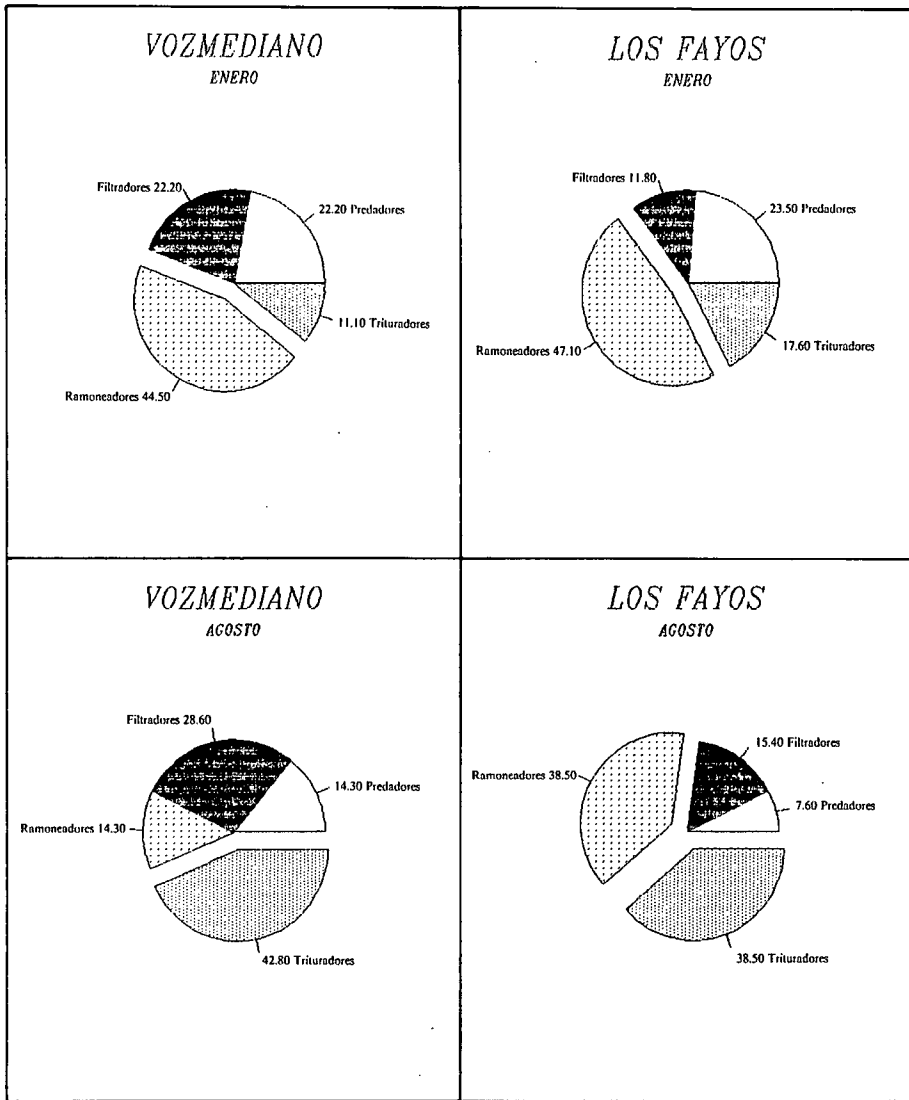 VOZMEDIANO
ENERO
Filtradores 22.20
22.20 Predadores
11.10 Trituradores
Ramoneadores 44.50
LOS FAYOS
ENERO
Filtradores 11.80
23.50 Predadores
17.60 Trituradores
Ramoneadores 47.10
VOZMEDIANO
AGOSTO
Filtradores 28.60
14.30 Predadores
Ramoneadores 14.30
42.80 Trituradores
LOS FAYOS
AGOSTO
15.40 Filtradores
Ramoneadores 38.50
7.60 Predadores
38.50 Trituradores